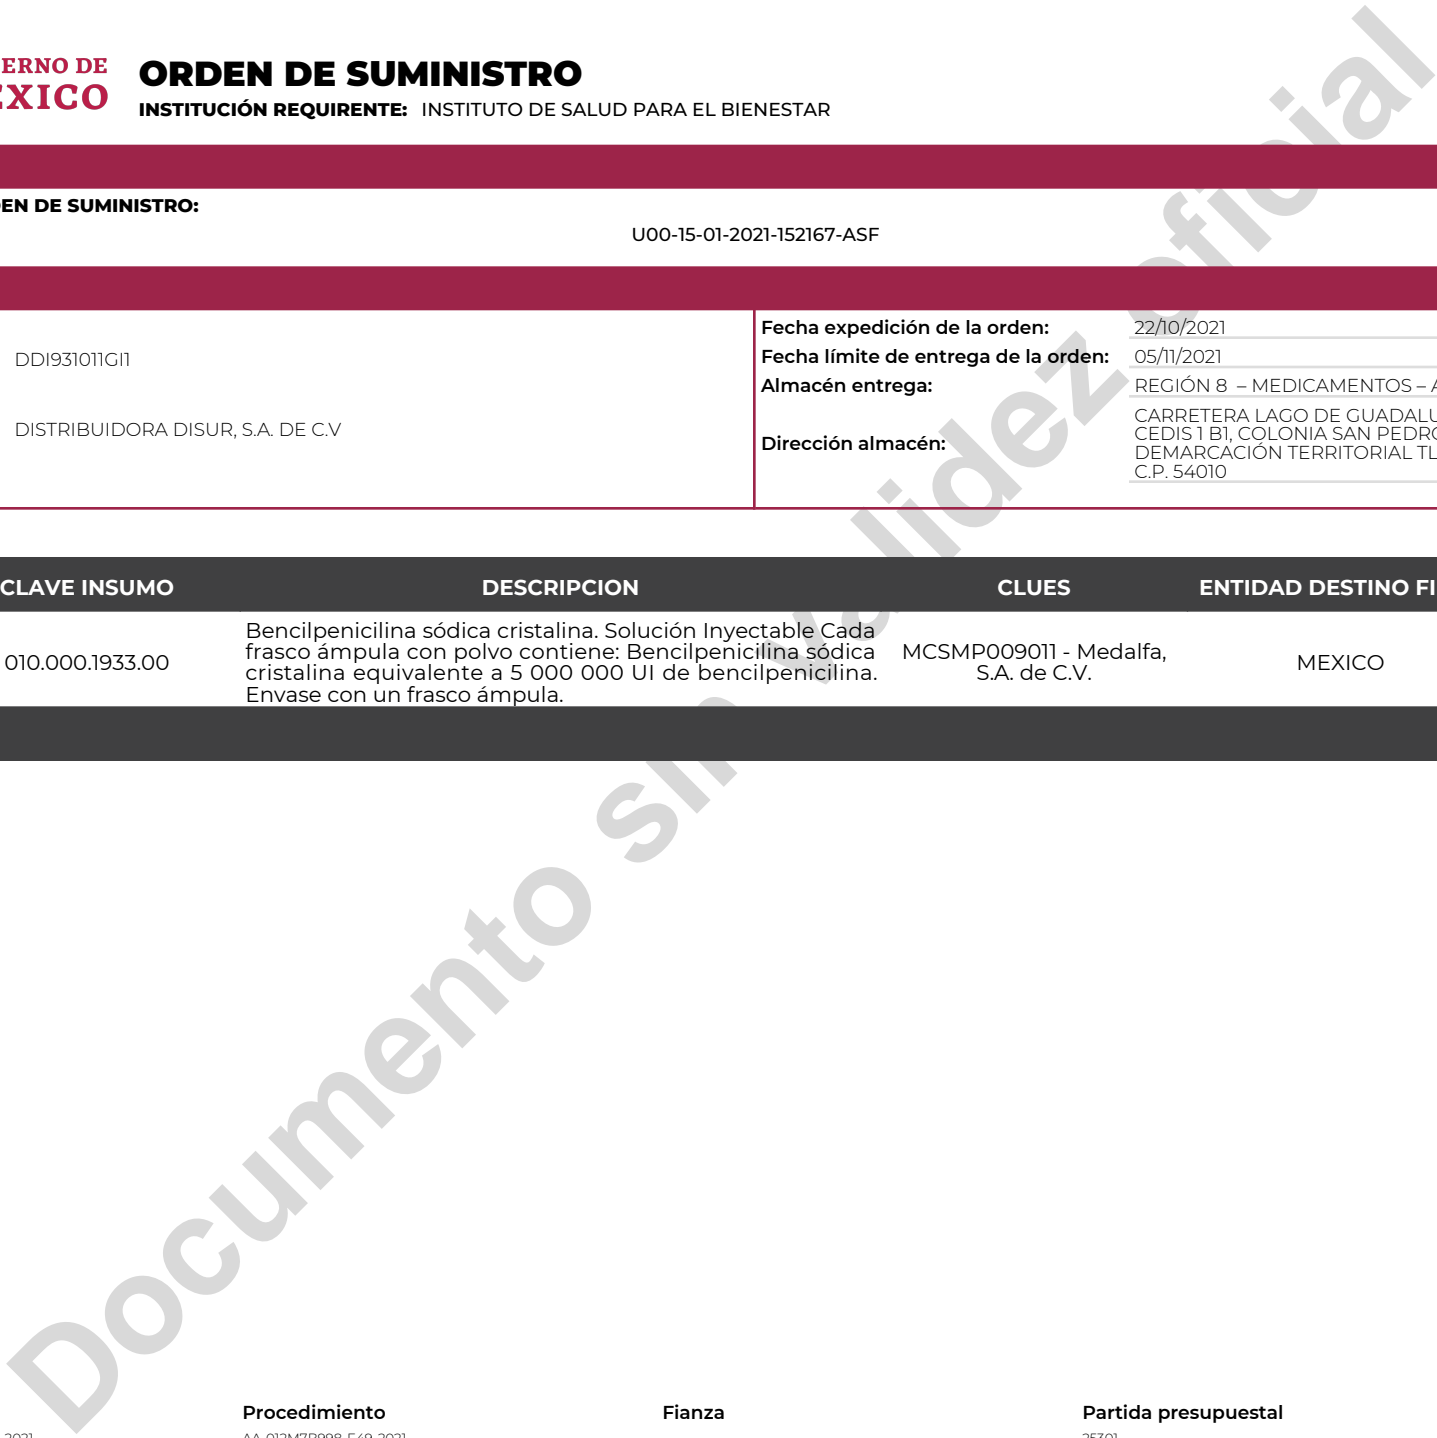 ERNO DE
ORDEN DE SUMINISTRO
INSTITUCIÓN REQUIRENTE: INSTITUTO DE SALUD PARA EL BIENESTAR
EN DE SUMINISTRO:
U00-15-01-2021-152167-ASF
DDI931011GI1
DISTRIBUIDORA DISUR, S.A. DE C.V
Fecha expedición de la orden: 22/10/2021
Fecha límite de entrega de la orden: 05/11/2021
Almacén entrega: REGIÓN 8 – MEDICAMENTOS – A
Dirección almacén:
CARRETERA LAGO DE GUADALU
CEDIS 1 B1, COLONIA SAN PEDRO
DEMARCACIÓN TERRITORIAL TL
C.P. 54010
CLAVE INSUMO DESCRIPCION CLUES ENTIDAD DESTINO FI
010.000.1933.00
Bencilpenicilina sódica cristalina. Solución Inyectable Cada
frasco ámpula con polvo contiene: Bencilpenicilina sódica
cristalina equivalente a 5 000 000 UI de bencilpenicilina.
Envase con un frasco ámpula.
MCSMP009011 - Medalfa,
S.A. de C.V.
MEXICO
Documento sin validez oficial
Procedimiento Fianza Partida presupuestal